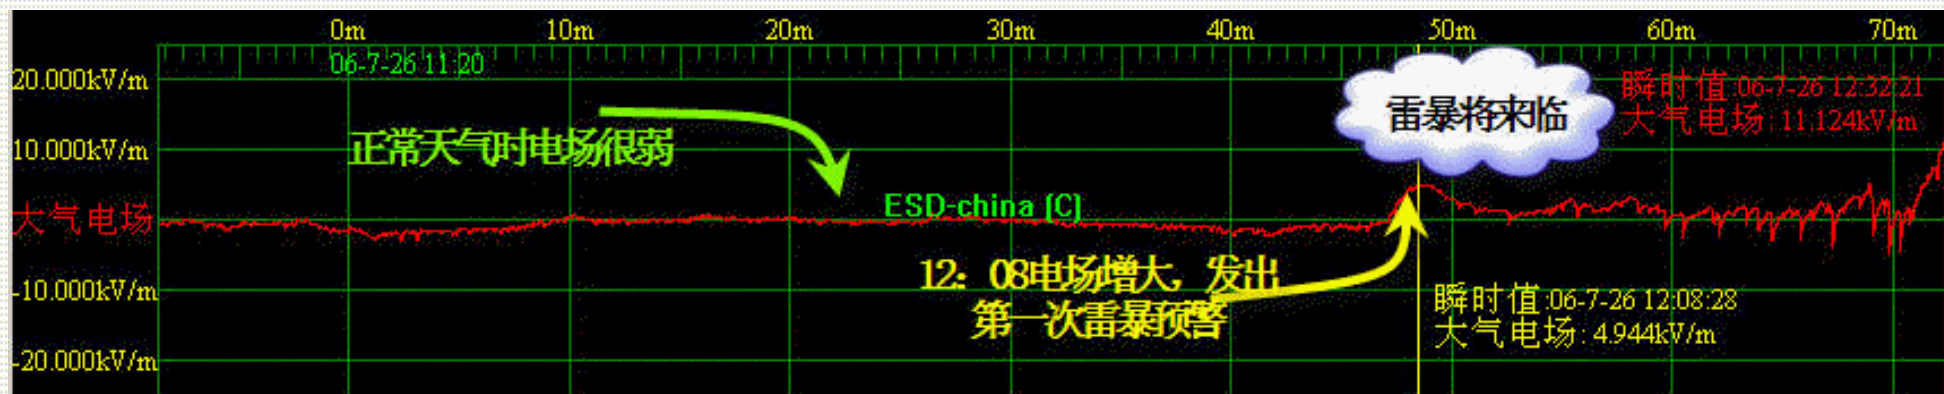 0m 10m 20m 30m 40m 50m 60m 70m
06-7-26 11:20
20.000kV/m
10.000kV/m
大气电场
-10.000kV/m
-20.000kV/m
正常天气时电场很弱
ESD-china (C)
雷暴将来临
瞬时值:06-7-26 12:32:21
大气电场: 11.124kV/m
12：08电场增大，发出
第一次雷暴预警
瞬时值:06-7-26 12:08:28
大气电场: 4.944kV/m